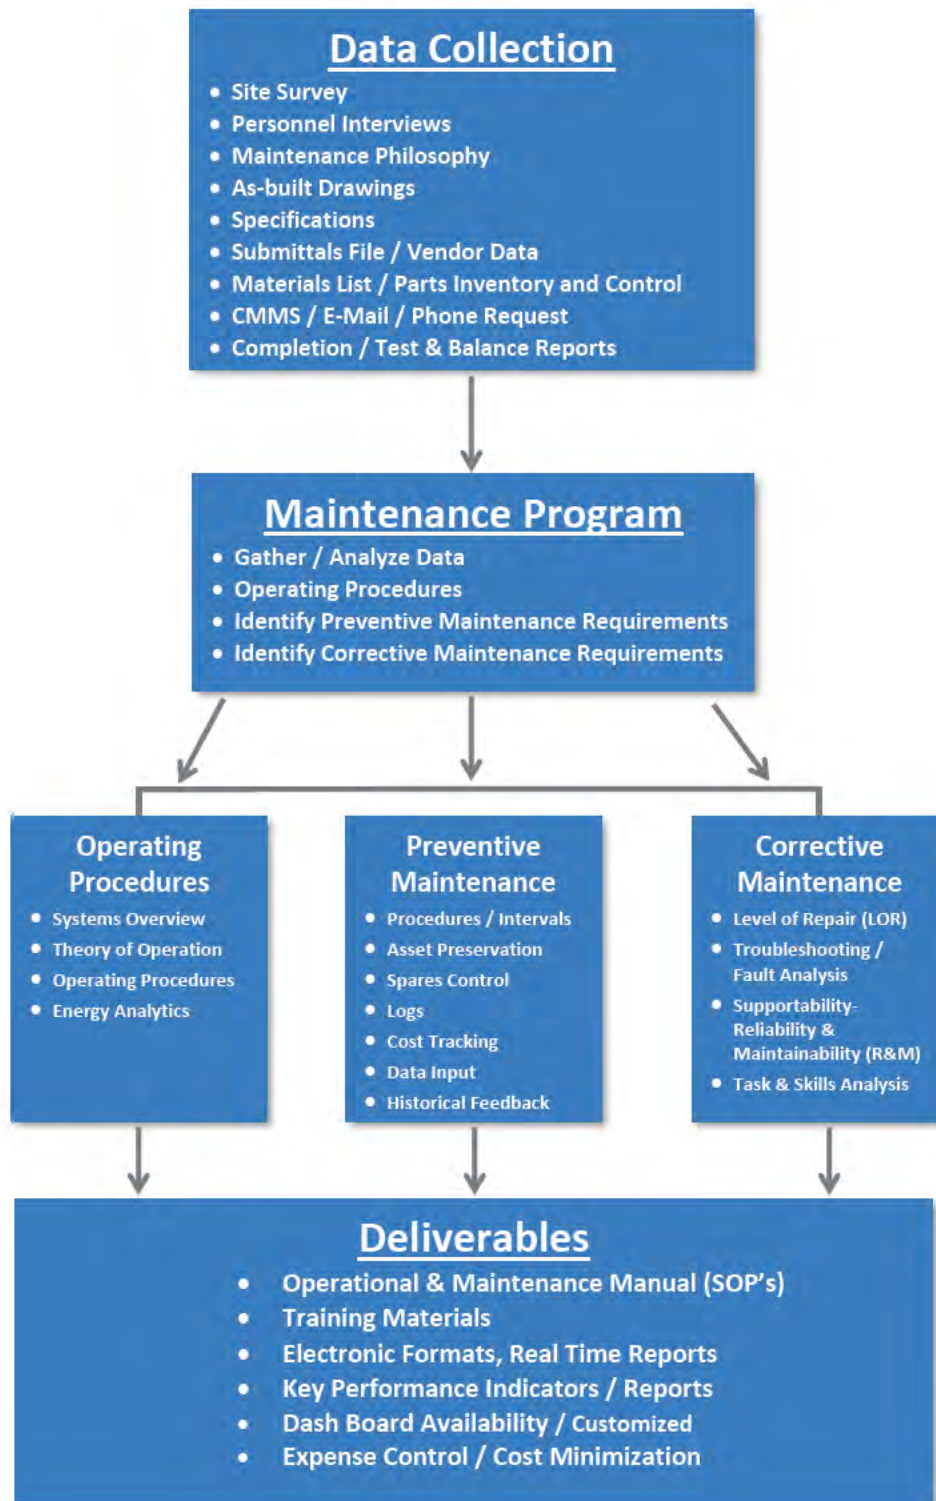 Data Collection
• Site Survey
• Personnel Interviews
• Maintenance Philosophy
• As-built Drawings
• Specifications
• Submittals File / Vendor Data
• Materials List / Parts Inventory and Control
• CMMS / E-Mail / Phone Request
• Completion / Test & Balance Reports
Maintenance Program
• Gather / Analyze Data
• Operating Procedures
• Identify Preventive Maintenance Requirements
• Identify Corrective Maintenance Requirements
Operating
Procedures
• Systems Overview
• Theory of Operation
• Operating Procedures
• Energy Analytics
Preventive
Maintenance
• Procedures / Intervals
• Asset Preservation
• Spares Control
• Logs
• Cost Tracking
• Data Input
• Historical Feedback
Corrective
Maintenance
• Level of Repair (LOR)
• Troubleshooting /
Fault Analysis
• Supportability-
Reliability &
Maintainability (R&M)
• Task & Skills Analysis
Deliverables
• Operational & Maintenance Manual (SOP's)
• Training Materials
• Electronic Formats, Real Time Reports
• Key Performance Indicators / Reports
• Dash Board Availability / Customized
• Expense Control / Cost Minimization